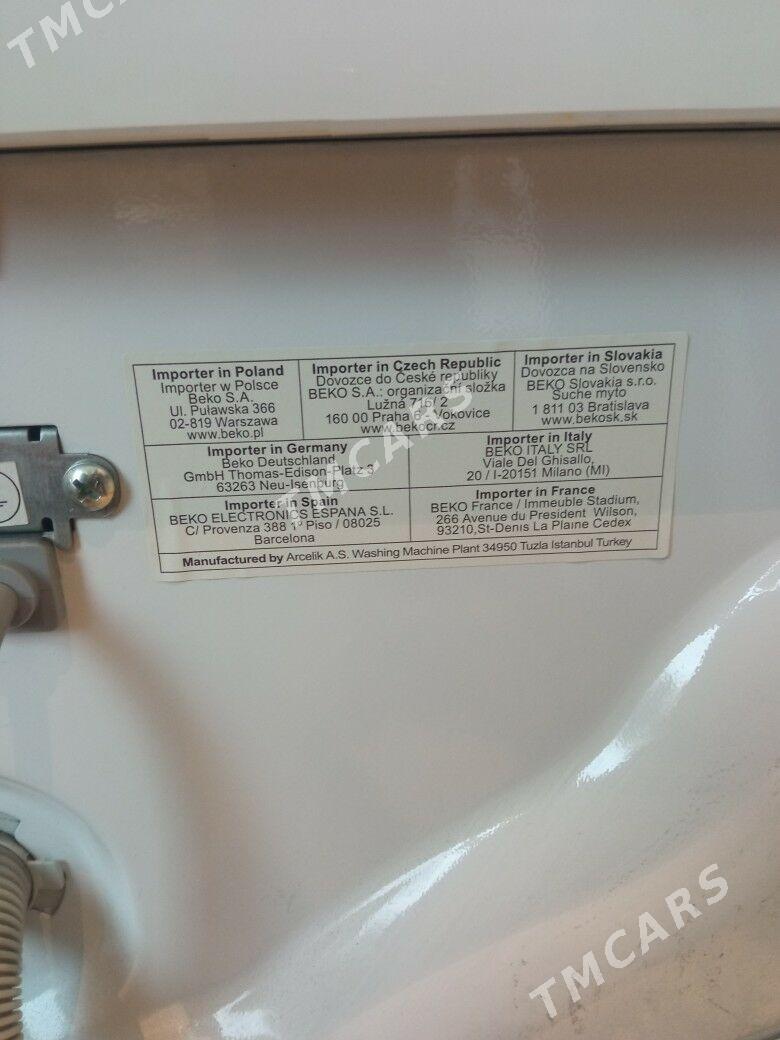 TMCARS
Importer in Poland
Importer w Polsce
Beko S.A.
Ul. Puławska 366
02-819 Warszawa
www.beko.pl
Importer in Czech Republic
Dovozce do České republiky
BEKO S.A.: organizační složka
Lužná 716/ 2
160 00 Praha 6 - Vokovice
www.bekocr.cz
Importer in Slovakia
Dovozca na Slovensko
BEKO Slovakia s.r.o.
Suche myto
1 811 03 Bratislava
www.bekosk.sk
Importer in Germany
Beko Deutschland
GmbH Thomas-Edison-Platz 3
63263 Neu-Isenburg
Importer in Italy
BEKO ITALY SRL
Viale Del Ghisallo,
20 / I-20151 Milano (MI)
Importer in Spain
BEKO ELECTRONICS ESPANA S.L.
C/ Provenza 388 1º Piso / 08025
Barcelona
Importer in France
BEKO France / Immeuble Stadium,
266 Avenue du President Wilson,
93210,St-Denis La Plaine Cedex
Manufactured by Arcelik A.S. Washing Machine Plant 34950 Tuzla Istanbul Turkey
TMCARS
TMCARS